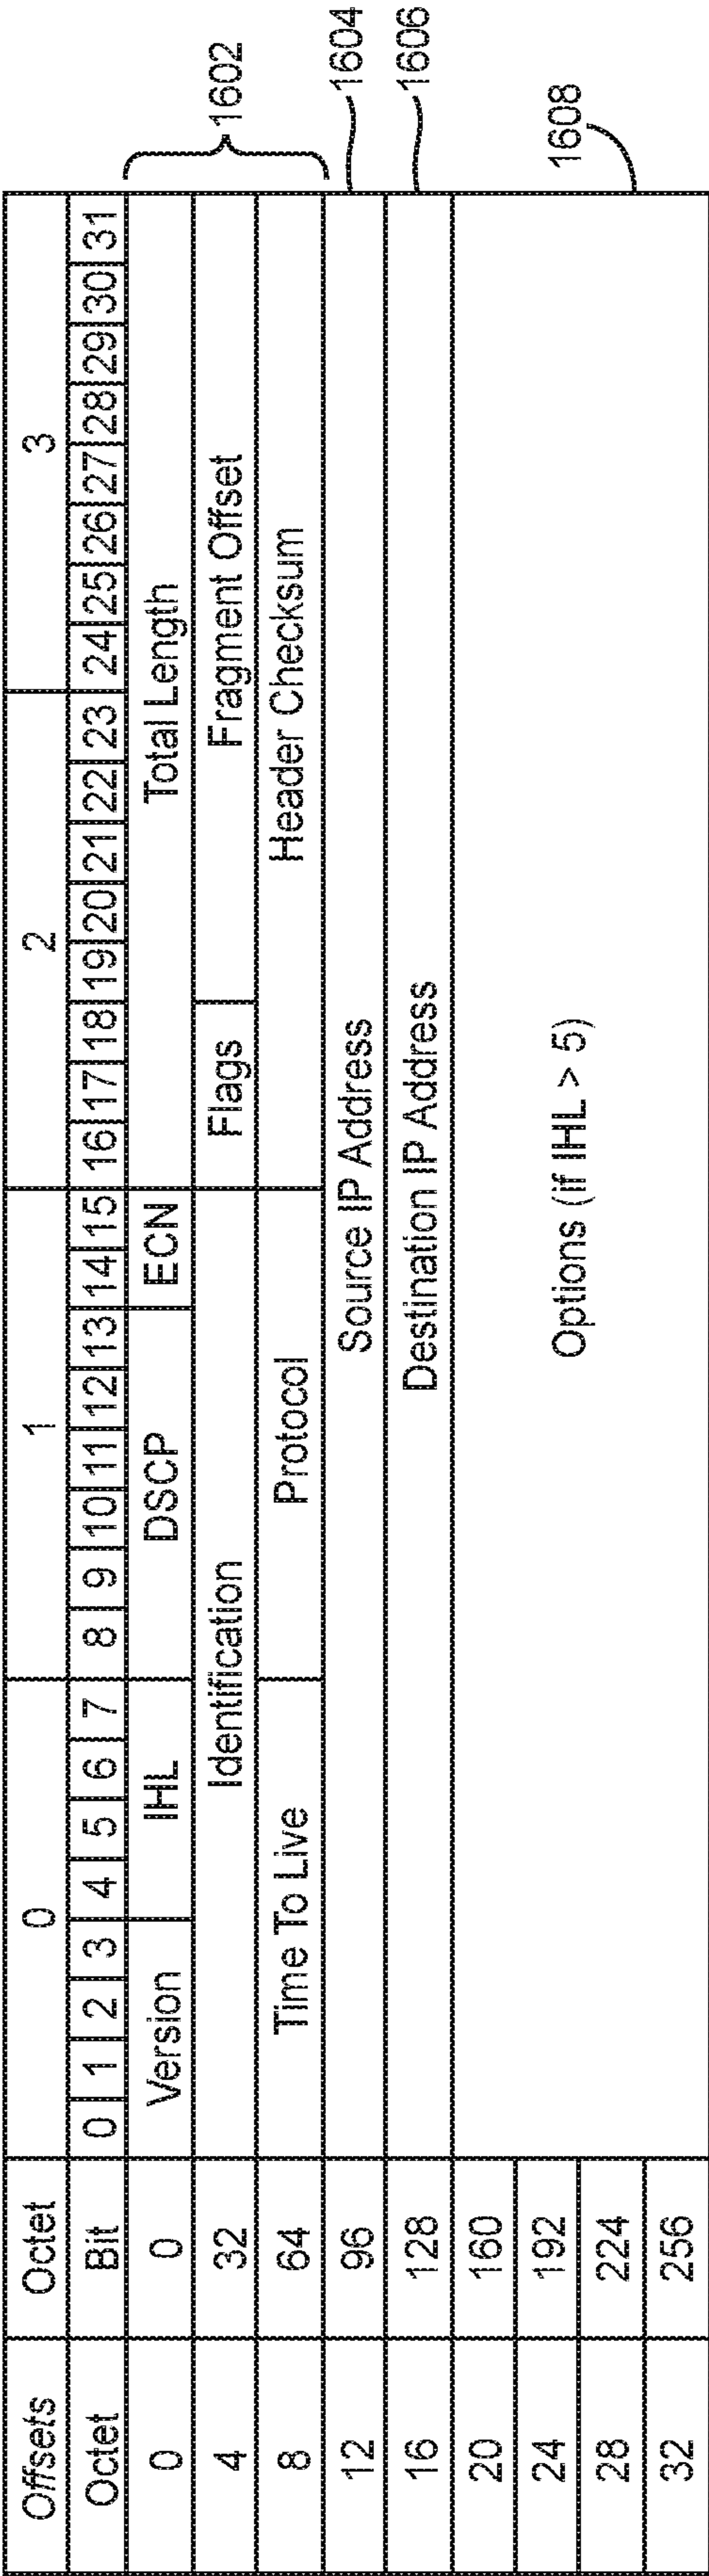 Offsets Octet 0 1 2 3
Octet Bit 0 1 2 3 4 5 6 7 8 9 10 11 12 13 14 15 16 17 18 19 20 21 22 23 24 25 26 27 28 29 30 31
0 0 Version IHL DSCP ECN Total Length
4 32 Identification Flags Fragment Offset
8 64 Time To Live Protocol Header Checksum
1602
12 96 Source IP Address
1604
16 128 Destination IP Address
1606
20 160
24 192 Options (if IHL > 5)
28 224
32 256
1608